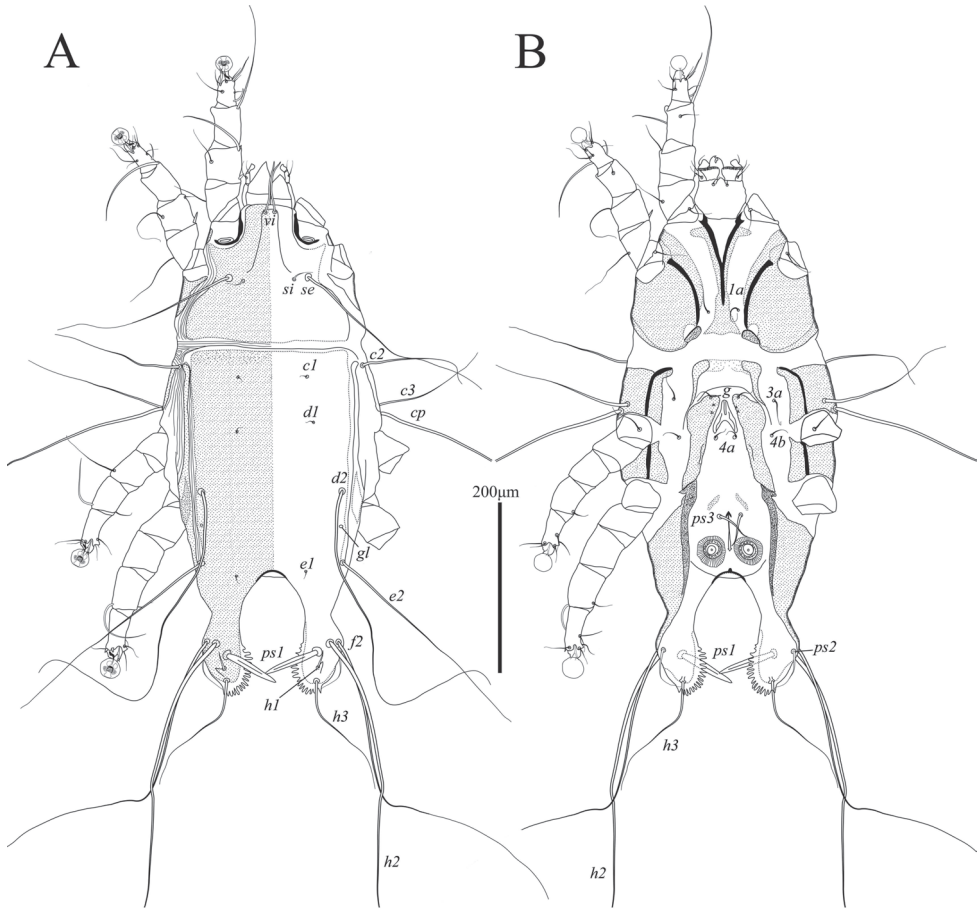 A
B
vi
si se
1a
c2
c1
c3
g
3a
d1
cp
4a
4b
d2
200μm
ps3
gl
e1
e2
f2
ps1
ps1
ps2
h1
h3
h3
h2
h2